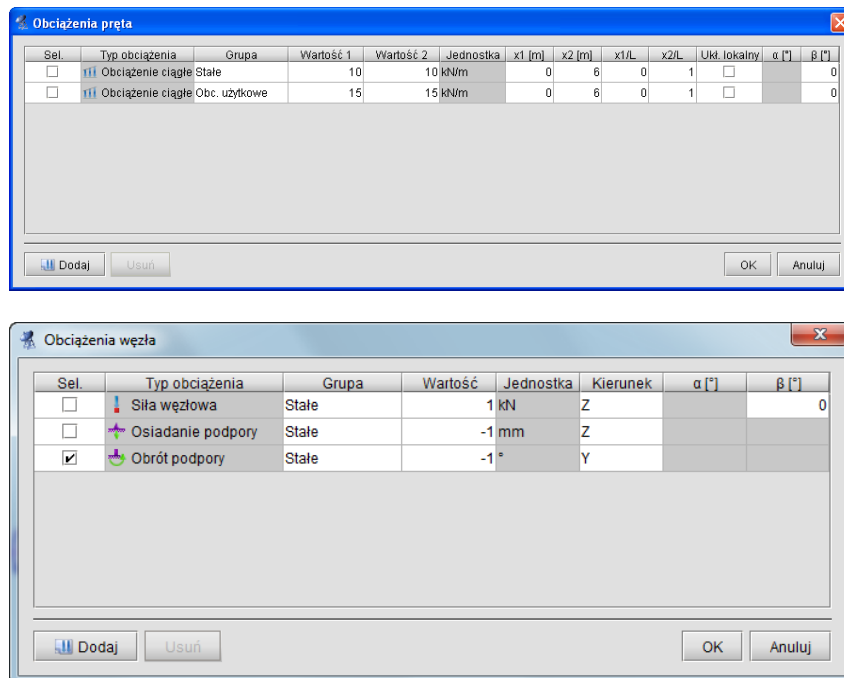 Obciążenia pręta
Sel. Typ obciążenia Grupa Wartość 1 Wartość 2 Jednostka x1 [m] x2 [m] x1/L x2/L Ukł. lokalny α [°] β [°]
Obciążenie ciągłe Stałe 10 10 kN/m 0 6 0 1 0
Obciążenie ciągłe Obc. użytkowe 15 15 kN/m 0 6 0 1 0
Dodaj Usuń OK Anuluj
Obciążenia węzła
Sel. Typ obciążenia Grupa Wartość Jednostka Kierunek α [°] β [°]
Siła węzłowa Stałe 1 kN Z 0
Osiadanie podpory Stałe -1 mm Z
Obrót podpory Stałe -1 ° Y
Dodaj Usuń OK Anuluj